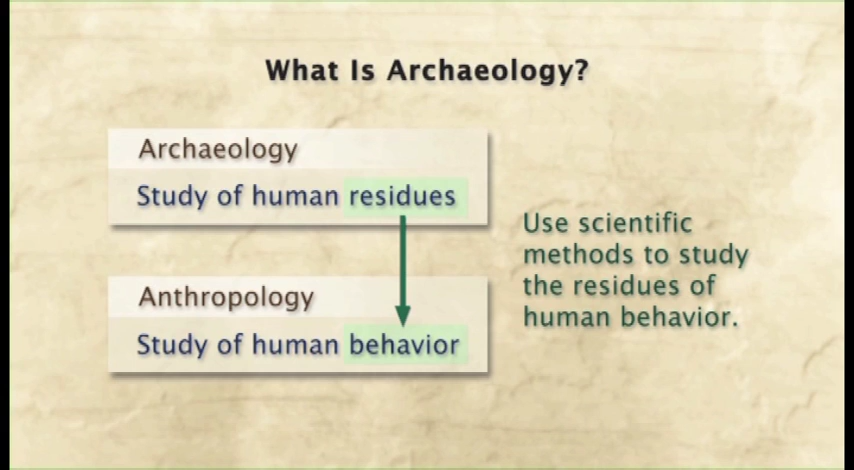 What Is Archaeology?
Archaeology
Study of human residues
Anthropology
Study of human behavior
Use scientific
methods to study
the residues of
human behavior.